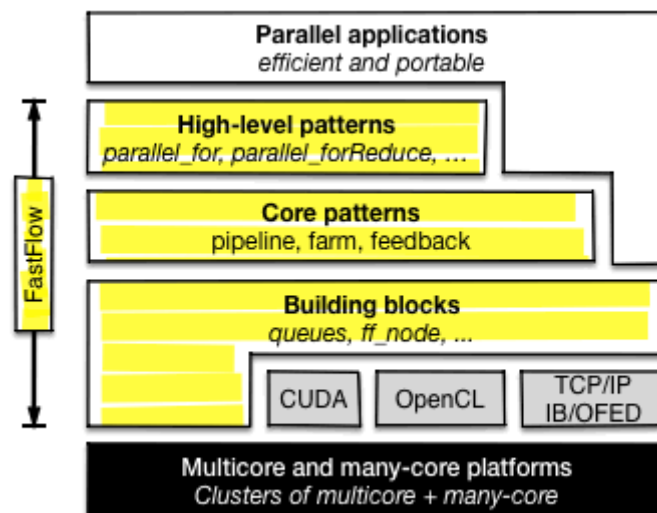 Parallel applications
efficient and portable
High-level patterns
parallel_for, parallel_forReduce, ...
Core patterns
pipeline, farm, feedback
FastFlow
Building blocks
queues, ff_node, ...
CUDA
OpenCL
TCP/IP
IB/OFED
Multicore and many-core platforms
Clusters of multicore + many-core